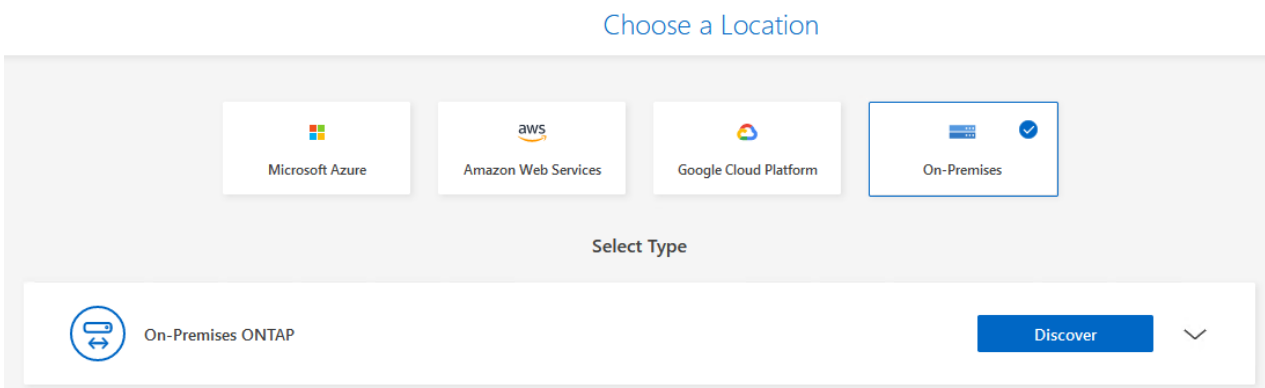 Choose a Location
aws
Microsoft Azure
Amazon Web Services
Google Cloud Platform
On-Premises
Select Type
On-Premises ONTAP
Discover